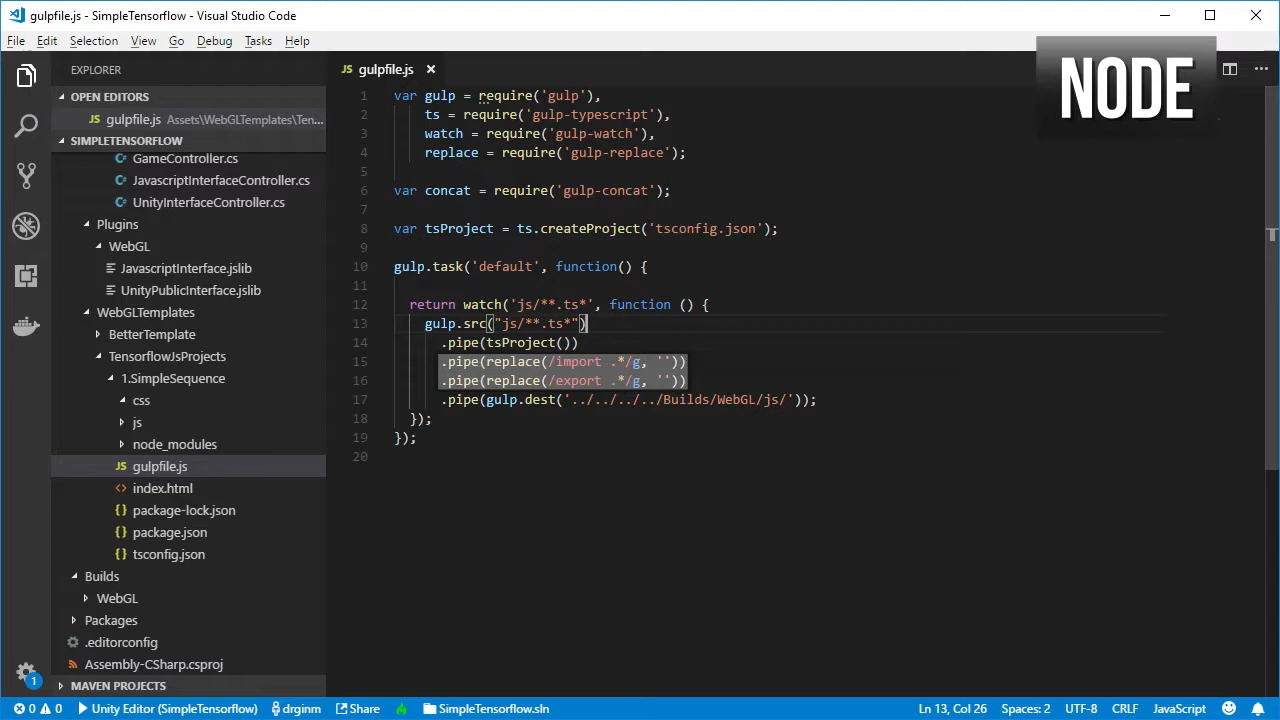 gulpfile.js - SimpleTensorflow - Visual Studio Code
File Edit Selection View Go Debug Tasks Help
NODE
EXPLORER
OPEN EDITORS
gulpfile.js Assets\WebGLTemplates\Ten...
SIMPLETENSORFLOW
GameController.cs
JavascriptInterfaceController.cs
UnityInterfaceController.cs
Plugins
WebGL
JavascriptInterface.jslib
UnityPublicInterface.jslib
WebGLTemplates
BetterTemplate
TensorflowJsProjects
1.SimpleSequence
css
js
node_modules
gulpfile.js
index.html
package-lock.json
package.json
tsconfig.json
Builds
WebGL
Packages
.editorconfig
Assembly-CSharp.csproj
MAVEN PROJECTS
1
gulpfile.js
1 var gulp = require('gulp'),
2 ts = require('gulp-typescript'),
3 watch = require('gulp-watch'),
4 replace = require('gulp-replace');
5
6 var concat = require('gulp-concat');
7
8 var tsProject = ts.createProject('tsconfig.json');
9
10 gulp.task('default', function() {
11
12 return watch('js/**.ts*', function () {
13 gulp.src("js/**.ts*")
14 .pipe(tsProject())
15 .pipe(replace(/import .*/g, ''))
16 .pipe(replace(/export .*/g, ''))
17 .pipe(gulp.dest('../../../../Builds/WebGL/js/'));
18 });
19 });
20
0 0 Unity Editor (SimpleTensorflow) drginm Share SimpleTensorflow.sln Ln 13, Col 26 Spaces: 2 UTF-8 CRLF JavaScript